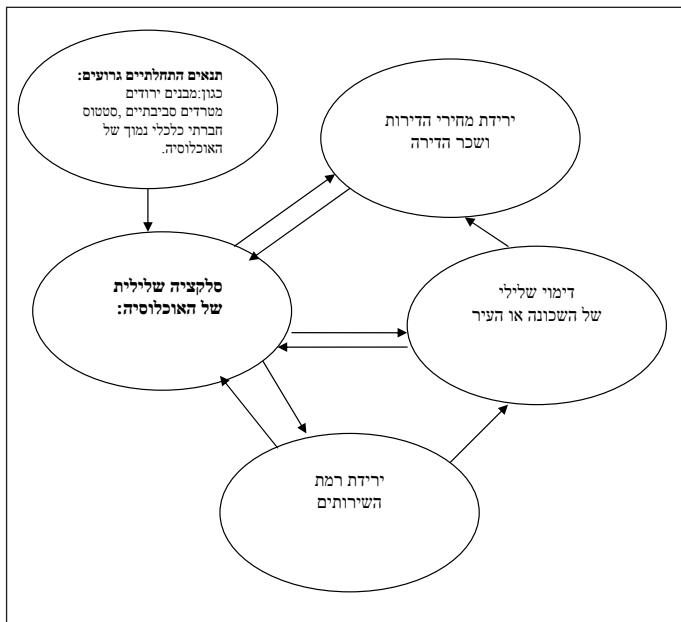 תנאים התחלתיים גרועים:
כגון:מבנים ירודים
מטרדים סביבתיים ,סטטוס
חברתי כלכלי נמוך של
האוכלוסיה.
ירידת מחירי הדירות
ושכר הדירה
סלקציה שלילית
של האוכלוסיה:
דימוי שלילי
של השכונה או העיר
ירידת רמת
השירותים